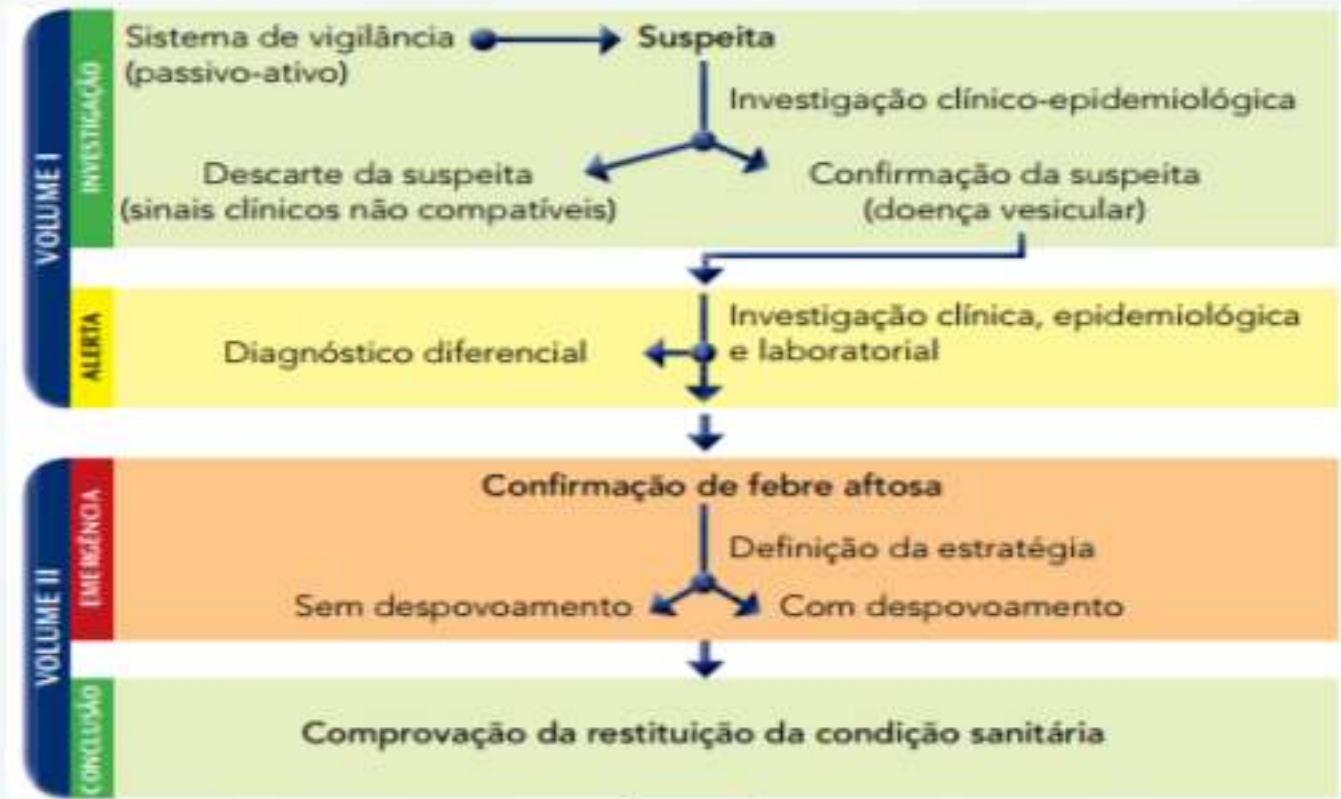 VOLUME I
INVESTIGAÇÃO
Sistema de vigilância
(passivo-ativo)
Suspeita
Investigação clínico-epidemiológica
Descarte da suspeita
(sinais clínicos não compatíveis)
Confirmação da suspeita
(doença vesicular)
ALERTA
Investigação clínica, epidemiológica
e laboratorial
Diagnóstico diferencial
VOLUME II
EMERGÊNCIA
Confirmação de febre aftosa
Definição da estratégia
Sem despovoamento
Com despovoamento
CONCLUSÃO
Comprovação da restituição da condição sanitária